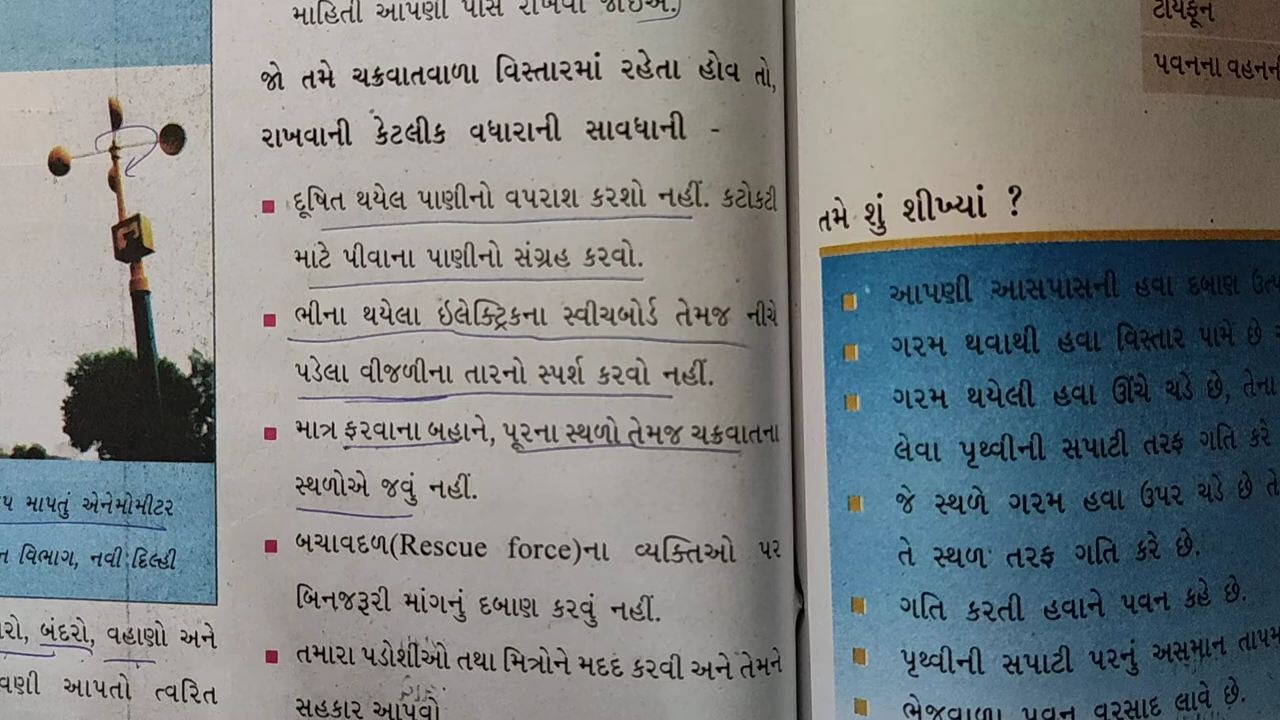 માહિતી આપણી પાસે રાખવી જોઈએ.
જો તમે ચક્રવાતવાળા વિસ્તારમાં રહેતા હોવ તો,
રાખવાની કેટલીક વધારાની સાવધાની -
■ દૂષિત થયેલ પાણીનો વપરાશ કરશો નહીં. કટોકટી
માટે પીવાના પાણીનો સંગ્રહ કરવો.
■ ભીના થયેલા ઈલેક્ટ્રિકના સ્વીચબોર્ડ તેમજ નીચે
પડેલા વીજળીના તારનો સ્પર્શ કરવો નહીં.
■ માત્ર ફરવાના બહાને, પૂરના સ્થળો તેમજ ચક્રવાતના
સ્થળોએ જવું નહીં.
■ બચાવદળ(Rescue force)ના વ્યક્તિઓ પર
બિનજરૂરી માંગનું દબાણ કરવું નહીં.
■ તમારા પડોશીઓ તથા મિત્રોને મદદ કરવી અને તેમને
સહકાર આપવો
માપતું એનેમોમીટર
વિભાગ, નવી દિલ્હી
બંદરો, વહાણો અને
આપતો ત્વરિત
ટાયફૂન
પવનના
તમે શું શીખ્યાં ?
■ આપણી આસપાસની હવા દબાણ
■ ગરમ થવાથી હવા વિસ્તાર પામે છે
■ ગરમ થયેલી હવા ઊંચે ચડે છે, તેના
લેવા પૃથ્વીની સપાટી તરફ ગતિ કરે
■ જે સ્થળે ગરમ હવા ઉપર ચડે છે
તે સ્થળ તરફ ગતિ કરે છે.
■ ગતિ કરતી હવાને પવન કહે છે.
■ પૃથ્વીની સપાટી પરનું અસમાન
■ ભેજવાળા પવન વરસાદ લાવે છે.